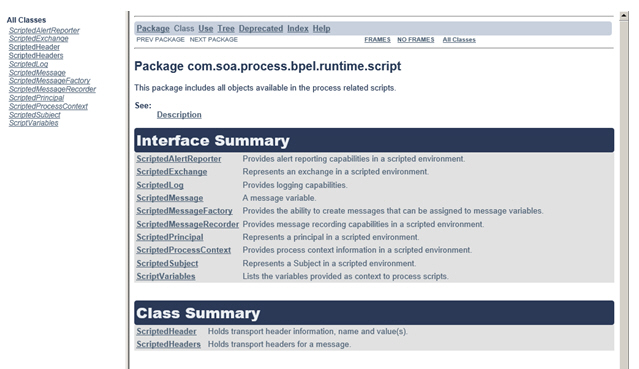 All Classes
ScriptedAlertReporter
ScriptedExchange
ScriptedHeader
ScriptedHeaders
ScriptedLog
ScriptedMessage
ScriptedMessageFactory
ScriptedMessageRecorder
ScriptedPrincipal
ScriptedProcessContext
ScriptedSubject
ScriptVariables
Package Class Use Tree Deprecated Index Help
PREV PACKAGE NEXT PACKAGE FRAMES NO FRAMES All Classes
Package com.soa.process.bpel.runtime.script
This package includes all objects available in the process related scripts.
See:
Description
Interface Summary
ScriptedAlertReporter Provides alert reporting capabilities in a scripted environment.
ScriptedExchange Represents an exchange in a scripted environment.
ScriptedLog Provides logging capabilities.
ScriptedMessage A message variable.
ScriptedMessageFactory Provides the ability to create messages that can be assigned to message variables.
ScriptedMessageRecorder Provides message recording capabilities in a scripted environment.
ScriptedPrincipal Represents a principal in a scripted environment.
ScriptedProcessContext Provides process context information in a scripted environment.
ScriptedSubject Represents a Subject in a scripted environment.
ScriptVariables Lists the variables provided as context to process scripts.
Class Summary
ScriptedHeader Holds transport header information, name and value(s).
ScriptedHeaders Holds transport headers for a message.